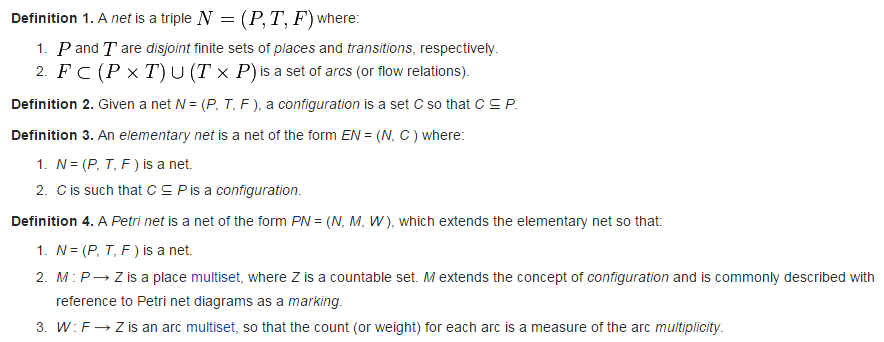 Definition 1. A net is a triple N = (P, T, F) where:
1. P and T are disjoint finite sets of places and transitions, respectively.
2. F ⊂ (P × T) ∪ (T × P) is a set of arcs (or flow relations).
Definition 2. Given a net N = (P, T, F ), a configuration is a set C so that C ⊆ P.
Definition 3. An elementary net is a net of the form EN = (N, C ) where:
1. N = (P, T, F ) is a net.
2. C is such that C ⊆ P is a configuration.
Definition 4. A Petri net is a net of the form PN = (N, M, W ), which extends the elementary net so that:
1. N = (P, T, F ) is a net.
2. M : P → Z is a place multiset, where Z is a countable set. M extends the concept of configuration and is commonly described with
reference to Petri net diagrams as a marking.
3. W : F → Z is an arc multiset, so that the count (or weight) for each arc is a measure of the arc multiplicity.